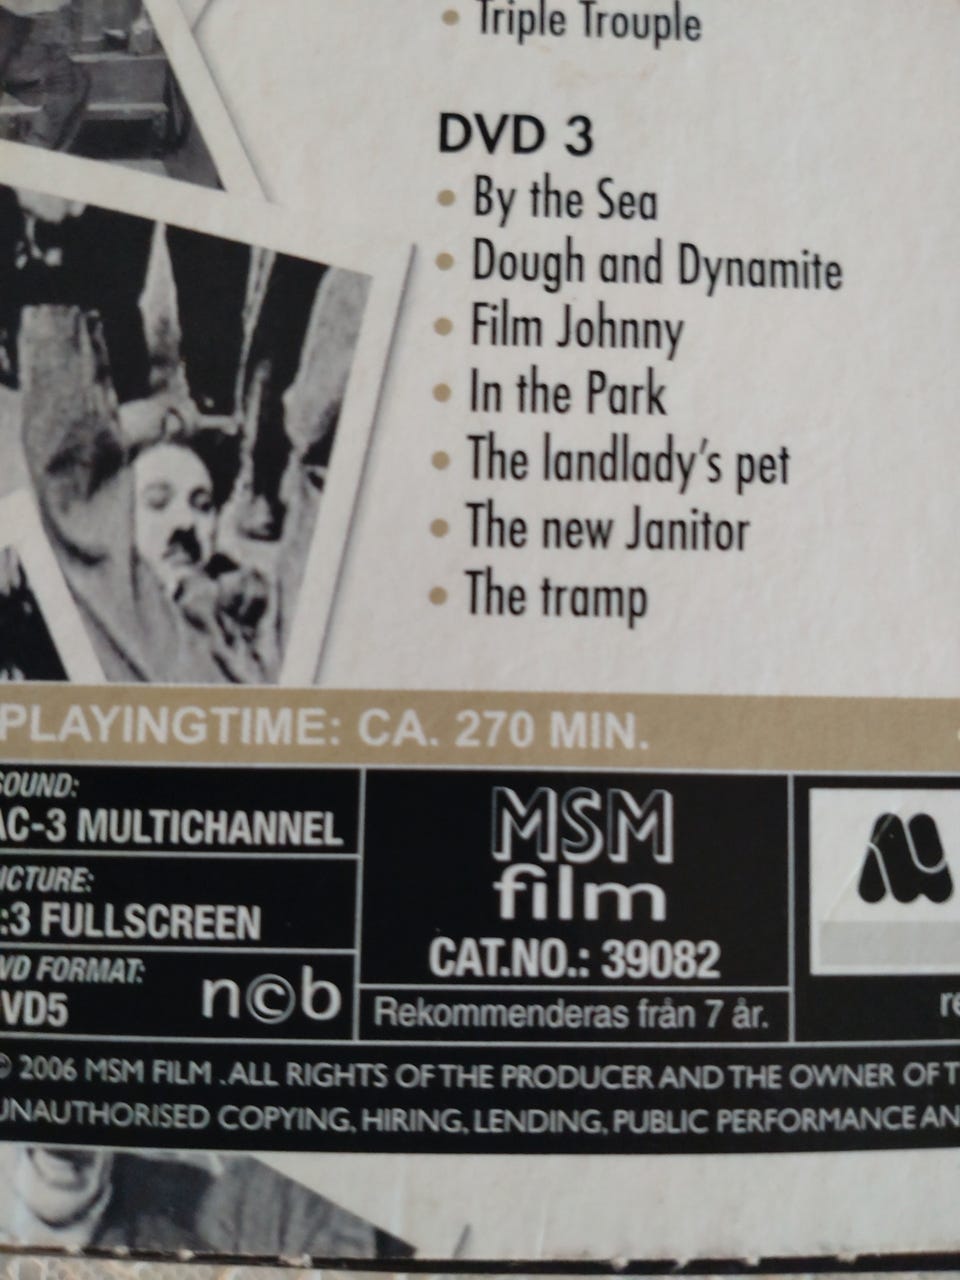 • Triple Trouple
DVD 3
• By the Sea
• Dough and Dynamite
• Film Johnny
• In the Park
• The landlady's pet
• The new Janitor
• The tramp
PLAYINGTIME: CA. 270 MIN.
SOUND:
AC-3 MULTICHANNEL
ICTURE:
:3 FULLSCREEN
VD FORMAT:
VD5
n©b
MSM
film
CAT.NO.: 39082
Rekommenderas från 7 år.
re
© 2006 MSM FILM .ALL RIGHTS OF THE PRODUCER AND THE OWNER OF T
UNAUTHORISED COPYING, HIRING, LENDING, PUBLIC PERFORMANCE AN